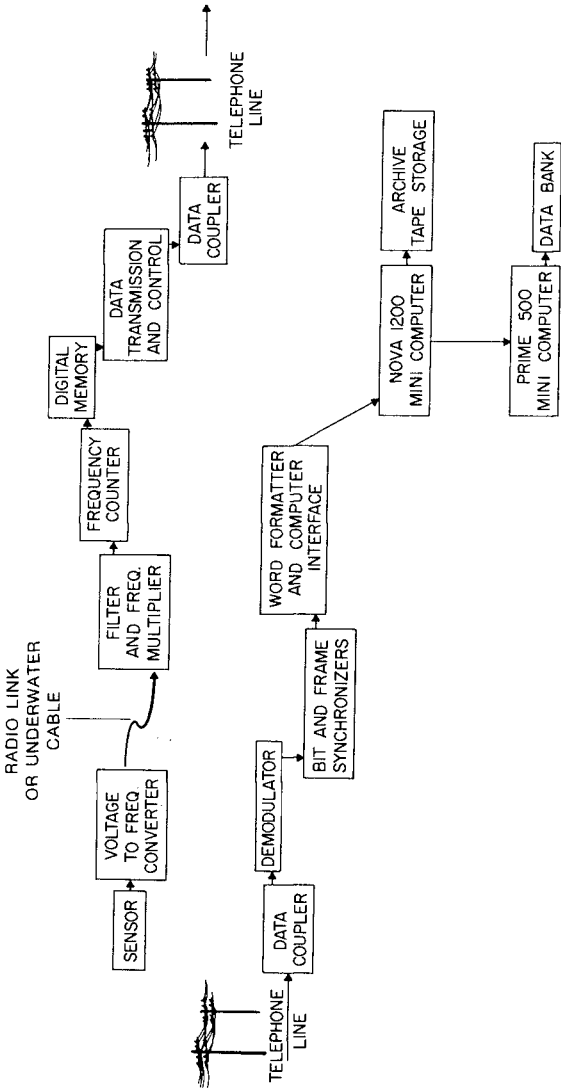 RADIO LINK
OR UNDERWATER
CABLE
SENSOR
VOLTAGE
TO FREQ.
CONVERTER
FILTER
AND FREQ.
MULTIPLIER
FREQUENCY
COUNTER
DIGITAL
MEMORY
DATA
TRANSMISSION
AND CONTROL
DATA
COUPLER
TELEPHONE
LINE
TELEPHONE
LINE
DATA
COUPLER
DEMODULATOR
BIT AND FRAME
SYNCHRONIZERS
WORD FORMATTER
AND COMPUTER
INTERFACE
NOVA 1200
MINI COMPUTER
ARCHIVE
TAPE STORAGE
PRIME 500
MINI COMPUTER
DATA BANK